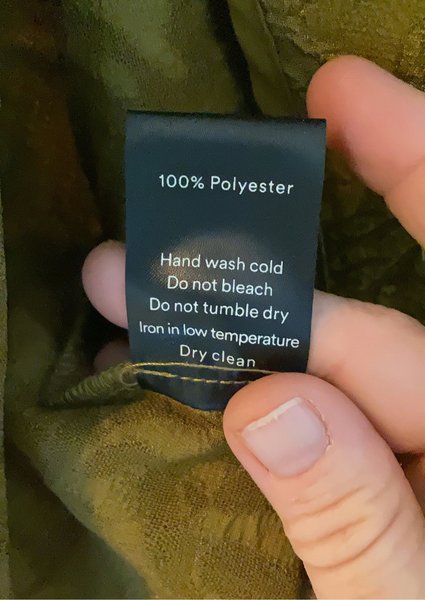 100% Polyester
Hand wash cold
Do not bleach
Do not tumble dry
Iron in low temperature
Dry clean